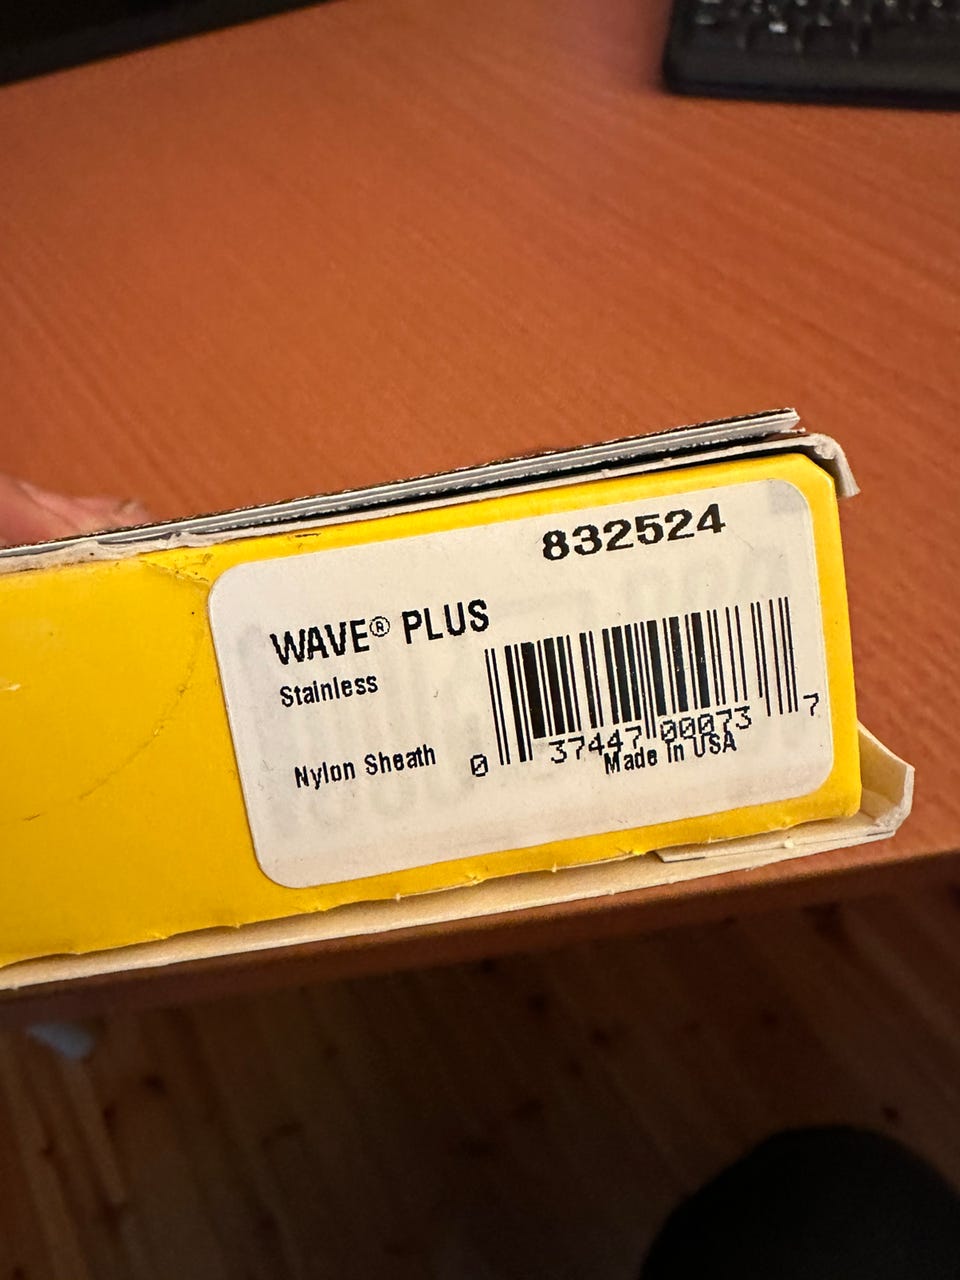 832524
WAVE® PLUS
Stainless
Nylon Sheath
0 37447 00073 7
Made in USA